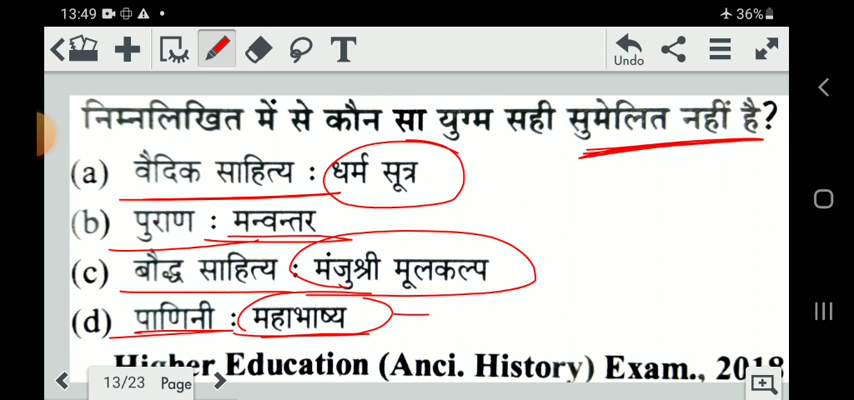 13:49
36%
T
Undo
निम्नलिखित में से कौन सा युग्म सही सुमेलित नहीं है?
(a) वैदिक साहित्य : धर्म सूत्र
(b) पुराण : मन्वन्तर
(c) बौद्ध साहित्य : मंजुश्री मूलकल्प
(d) पाणिनी : महाभाष्य
Higher Education (Anci. History) Exam., 2018
13/23 Page